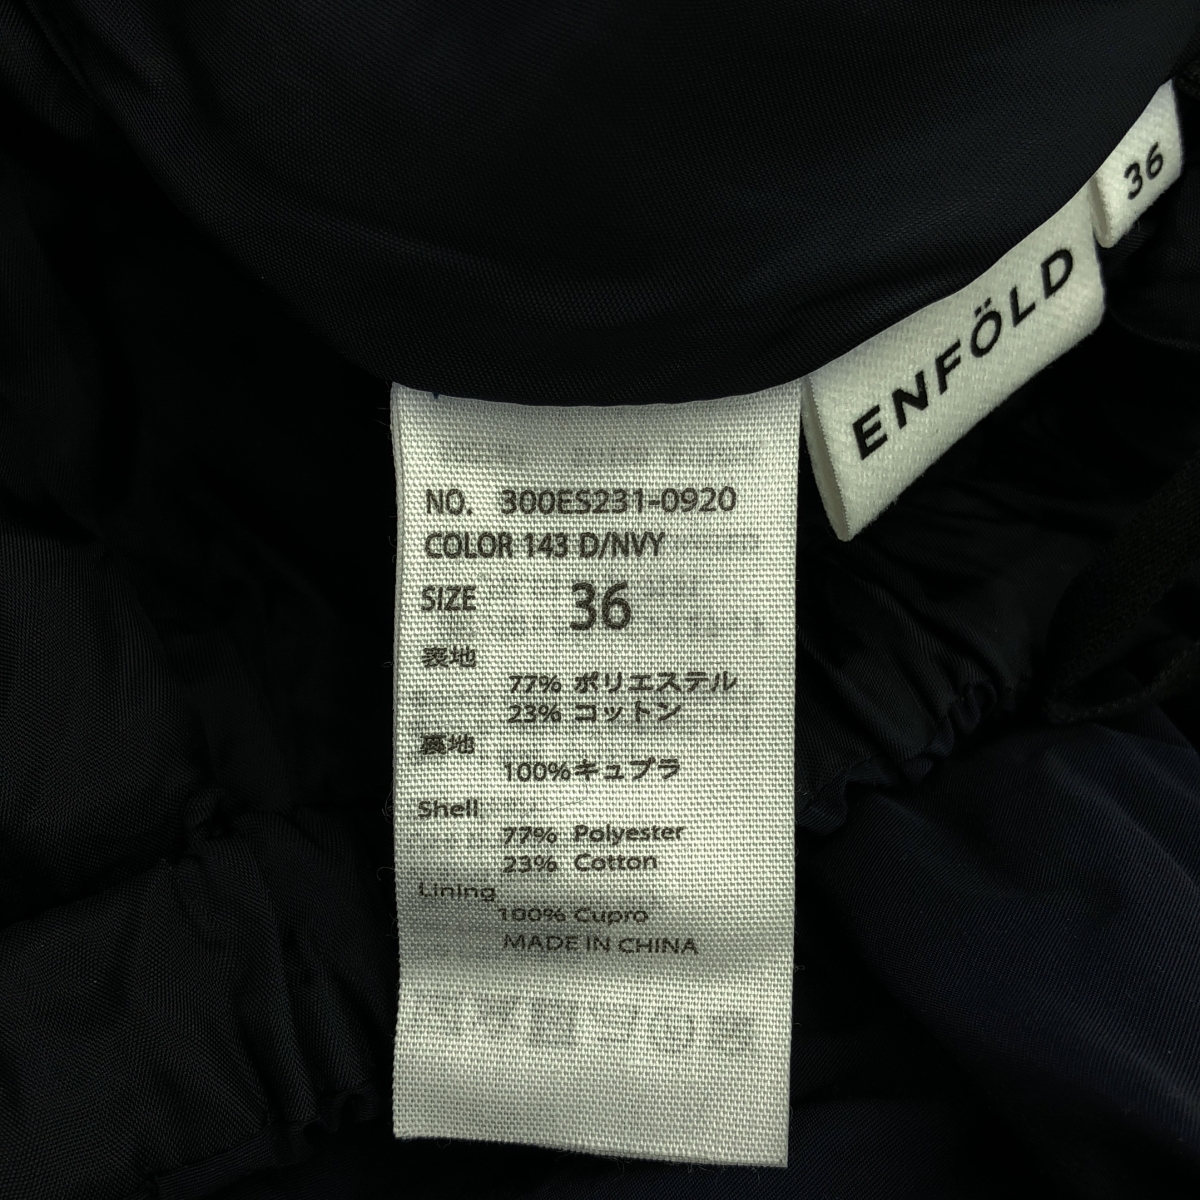 36
ENFÖLD
NO. 300ES231-0920
COLOR 143 D/NVY
SIZE 36
表地
77% ポリエステル
23% コットン
裏地
100%キュプラ
Shell
77% Polyester
23% Cotton
Lining
100% Cupro
MADE IN CHINA